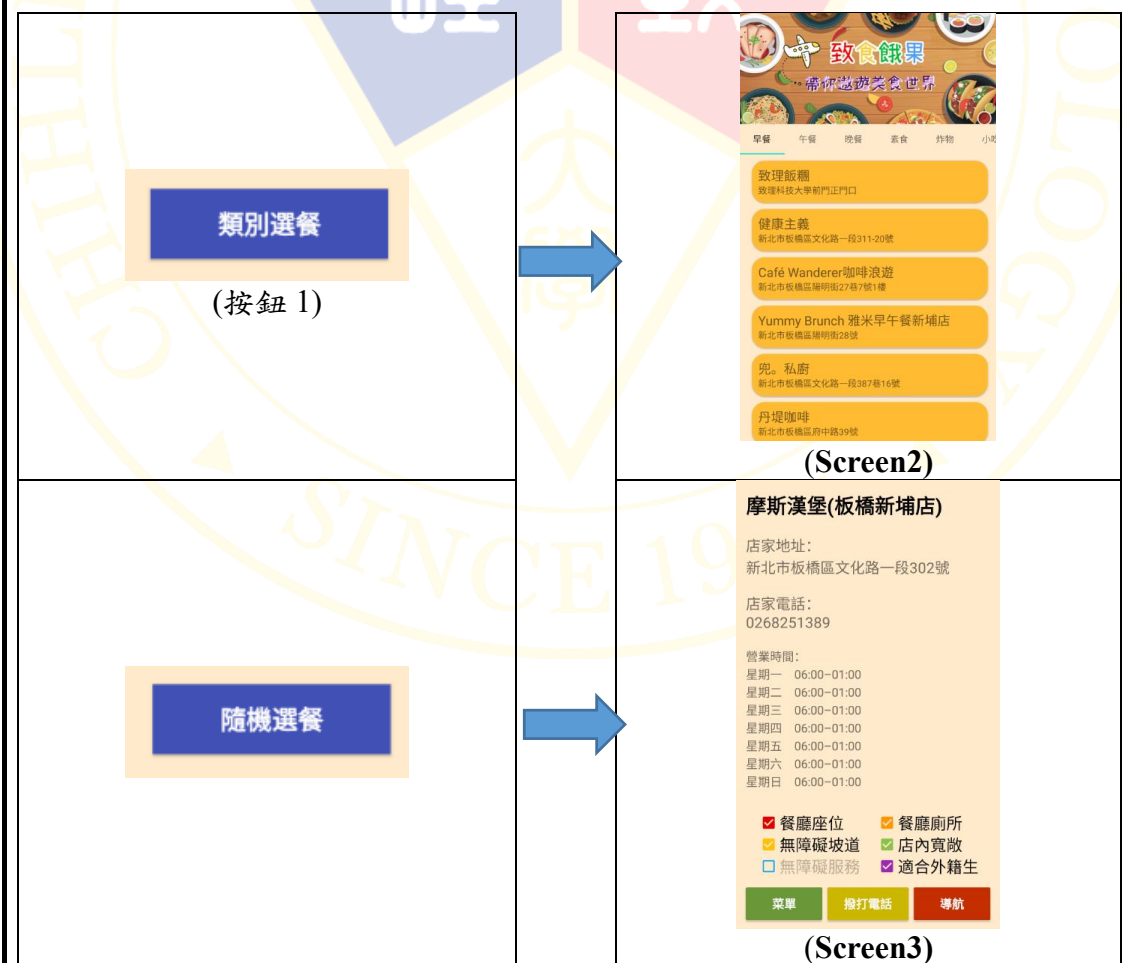 類別選餐
(按鈕 1)
致食餓果
帶你遨遊美食世界
早餐 午餐 晚餐 素食 炸物 小吃
致理飯糰
致理科技大學前門正門口
健康主義
新北市板橋區文化路一段311-20號
Café Wanderer咖啡浪遊
新北市板橋區陽明街27巷7號1樓
Yummy Brunch 雅米早午餐新埔店
新北市板橋區陽明街28號
兜。私廚
新北市板橋區文化路一段387巷16號
丹堤咖啡
新北市板橋區府中路39號
(Screen2)
隨機選餐
摩斯漢堡(板橋新埔店)
店家地址:
新北市板橋區文化路一段302號
店家電話:
0268251389
營業時間:
星期一 06:00–01:00
星期二 06:00–01:00
星期三 06:00–01:00
星期四 06:00–01:00
星期五 06:00–01:00
星期六 06:00–01:00
星期日 06:00–01:00
餐廳座位 餐廳廁所
無障礙坡道 店內寬敞
無障礙服務 適合外籍生
菜單 撥打電話 導航
(Screen3)
SINCE 19
大
學